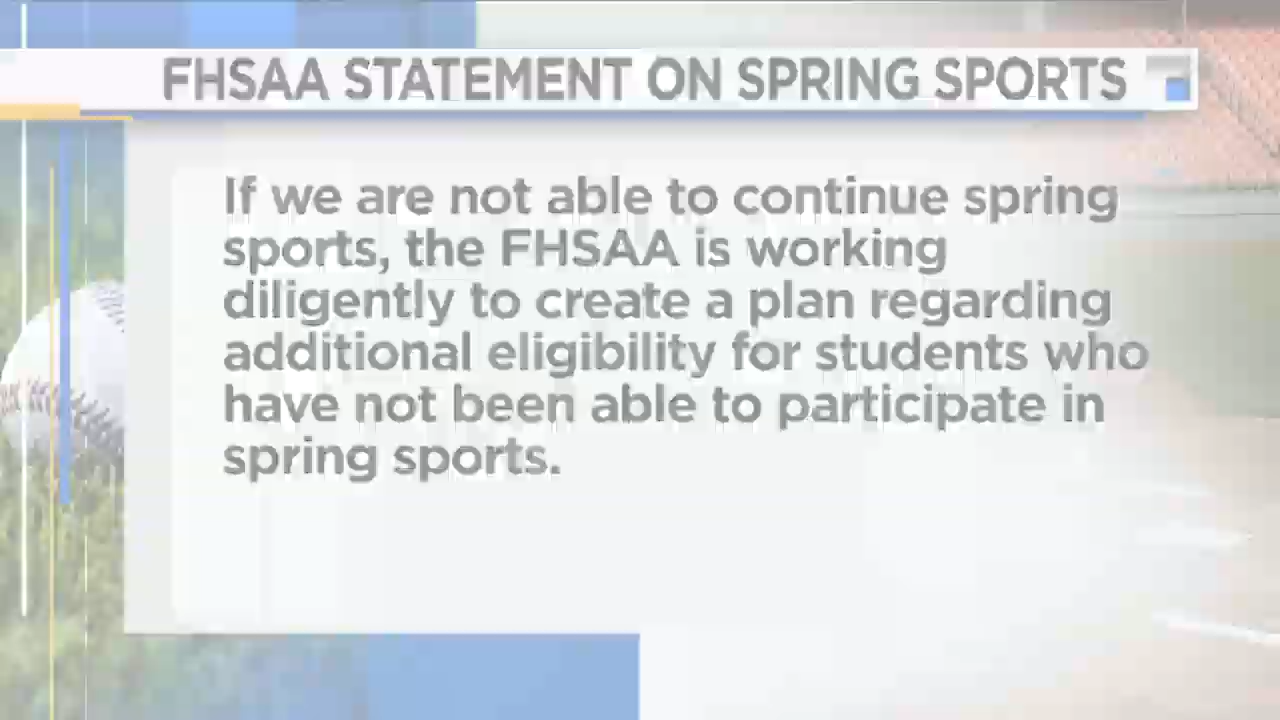 FHSAA STATEMENT ON SPRING SPORTS
If we are not able to continue spring
sports, the FHSAA is working
diligently to create a plan regarding
additional eligibility for students who
have not been able to participate in
spring sports.